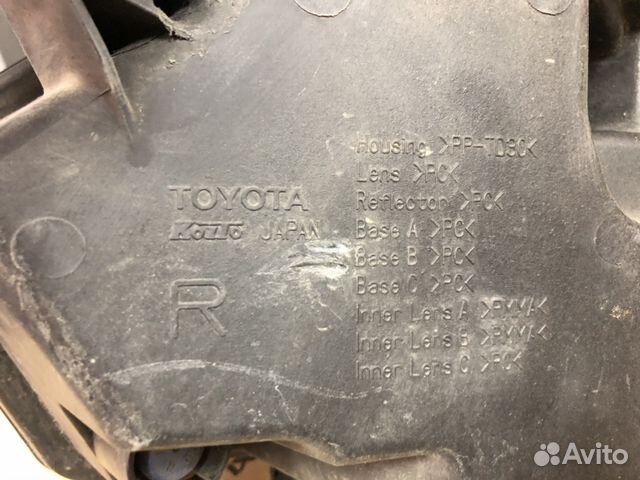 TOYOTA
KOITO JAPAN
R
Housing >PP-TD30<
Lens >PC<
Reflector >PC<
Base A >PC<
Base B >PC<
Base C >PC<
Inner Lens A >PMMA<
Inner Lens B >PMMA<
Inner Lens C >PC<
Avito